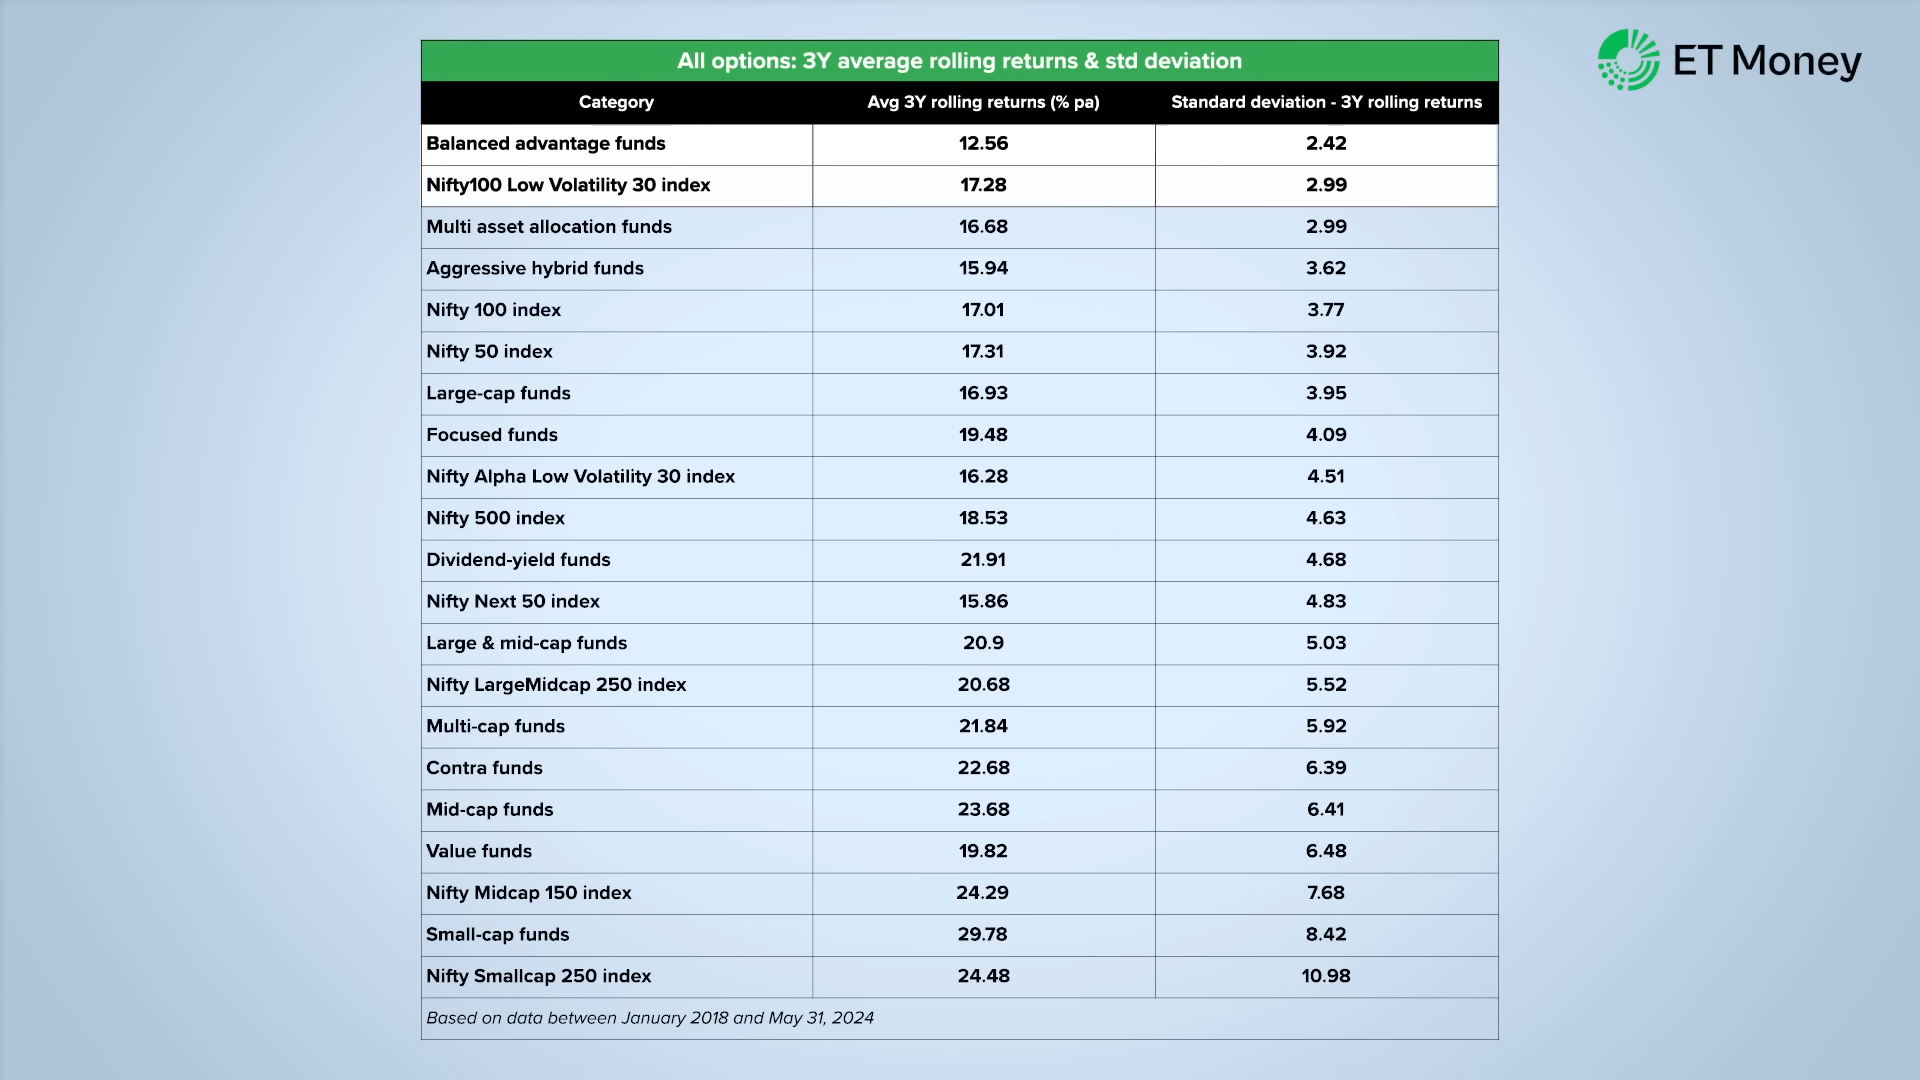 ET Money
All options: 3Y average rolling returns & std deviation
Category Avg 3Y rolling returns (% pa) Standard deviation - 3Y rolling returns
Balanced advantage funds 12.56 2.42
Nifty100 Low Volatility 30 index 17.28 2.99
Multi asset allocation funds 16.68 2.99
Aggressive hybrid funds 15.94 3.62
Nifty 100 index 17.01 3.77
Nifty 50 index 17.31 3.92
Large-cap funds 16.93 3.95
Focused funds 19.48 4.09
Nifty Alpha Low Volatility 30 index 16.28 4.51
Nifty 500 index 18.53 4.63
Dividend-yield funds 21.91 4.68
Nifty Next 50 index 15.86 4.83
Large & mid-cap funds 20.9 5.03
Nifty LargeMidcap 250 index 20.68 5.52
Multi-cap funds 21.84 5.92
Contra funds 22.68 6.39
Mid-cap funds 23.68 6.41
Value funds 19.82 6.48
Nifty Midcap 150 index 24.29 7.68
Small-cap funds 29.78 8.42
Nifty Smallcap 250 index 24.48 10.98
Based on data between January 2018 and May 31, 2024